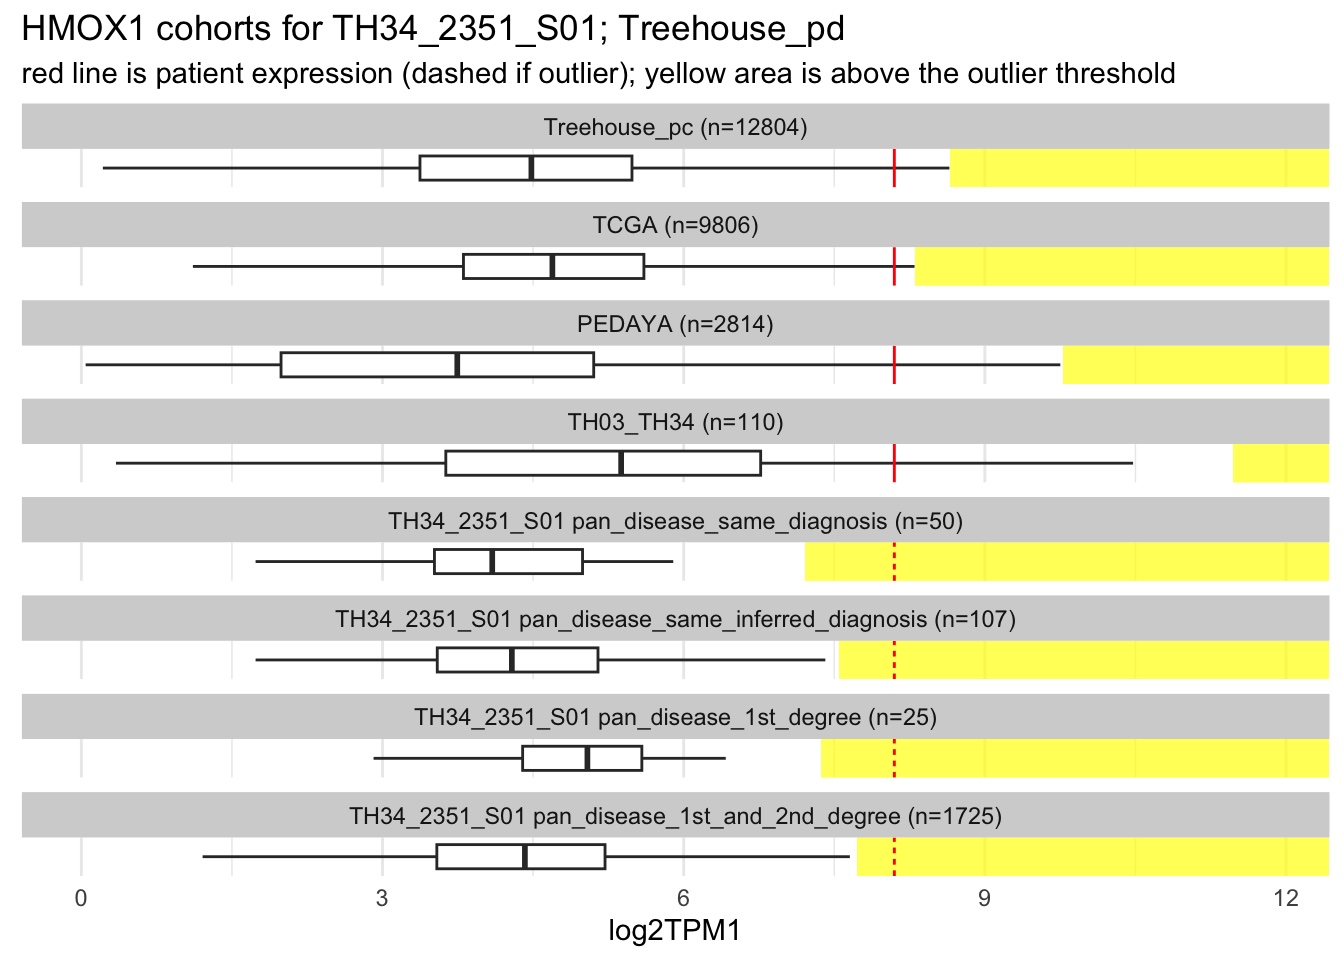 HMOX1 cohorts for TH34_2351_S01; Treehouse_pd
red line is patient expression (dashed if outlier); yellow area is above the outlier threshold
Treehouse_pc (n=12804)
TCGA (n=9806)
PEDAYA (n=2814)
TH03_TH34 (n=110)
TH34_2351_S01 pan_disease_same_diagnosis (n=50)
TH34_2351_S01 pan_disease_same_inferred_diagnosis (n=107)
TH34_2351_S01 pan_disease_1st_degree (n=25)
TH34_2351_S01 pan_disease_1st_and_2nd_degree (n=1725)
0 3 6 9 12
log2TPM1